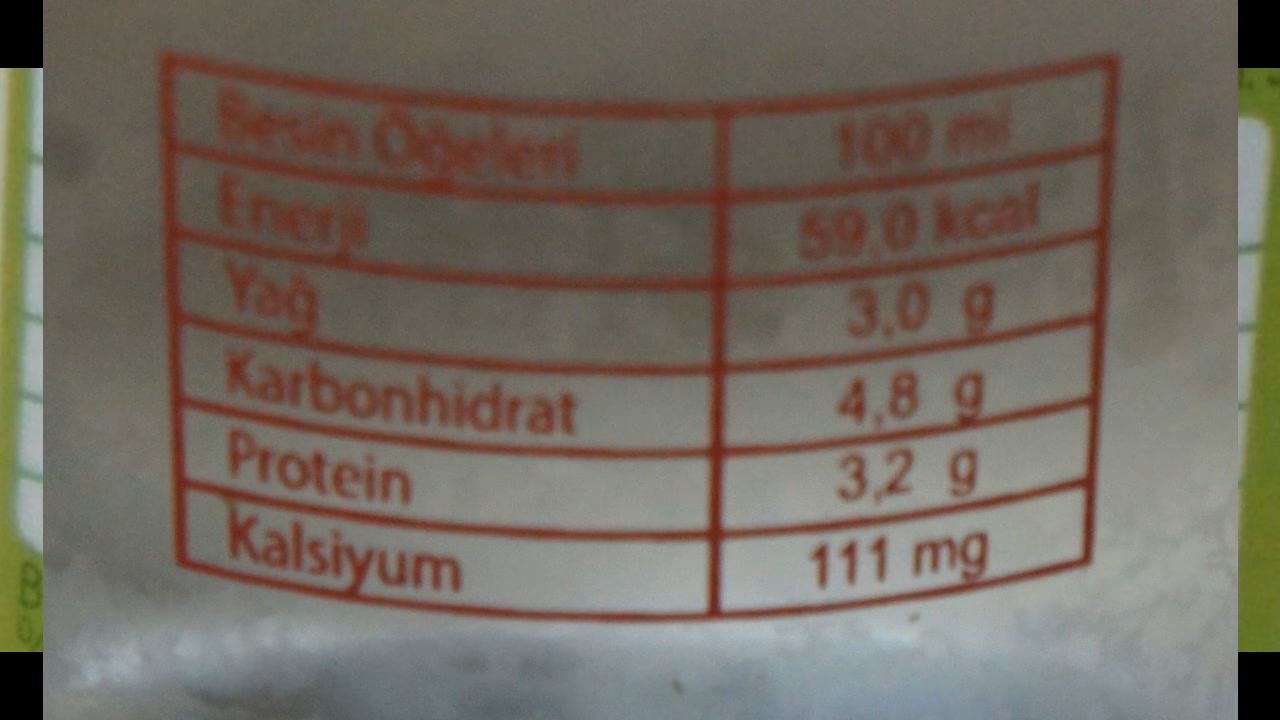 Besin Öğeleri 100 ml
Enerji 59,0 kcal
Yağ 3,0 g
Karbonhidrat 4,8 g
Protein 3,2 g
Kalsiyum 111 mg